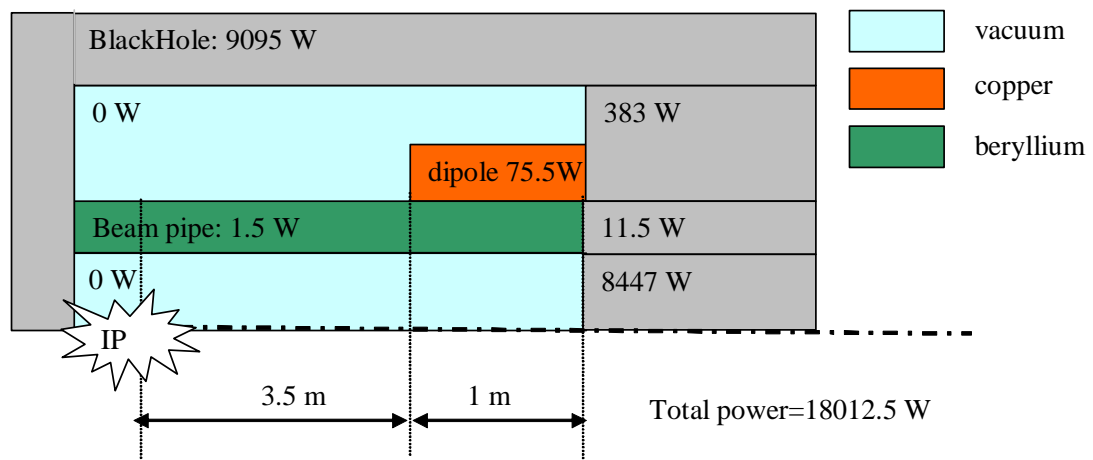 BlackHole: 9095 W
vacuum
copper
beryllium
0 W
383 W
dipole 75.5W
Beam pipe: 1.5 W
11.5 W
0 W
8447 W
IP
3.5 m
1 m
Total power=18012.5 W